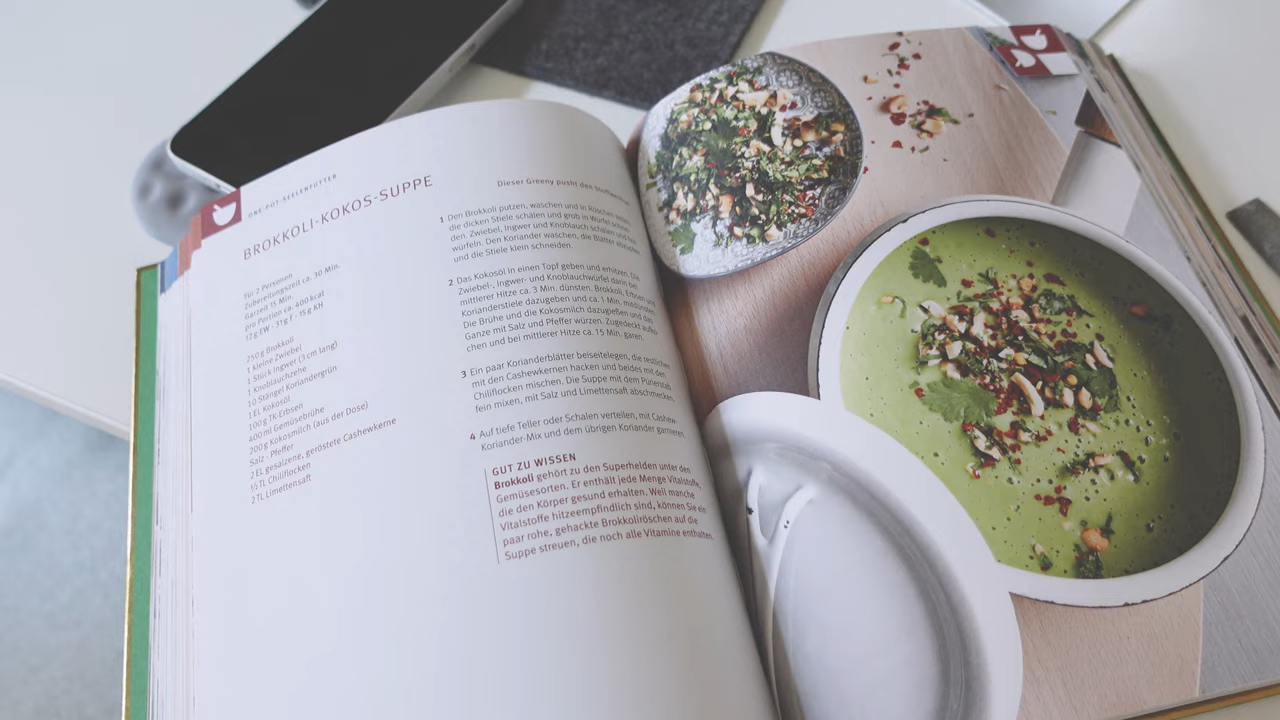 ONE-POT-SEELENFUTTER
BROKKOLI-KOKOS-SUPPE
Für 2 Personen
Zubereitungszeit ca. 30 Min.
Garzeit 15 Min.
pro Portion ca. 400 kcal
12 g EW · 31 g F · 15 g KH
250 g Brokkoli
1 kleine Zwiebel
1 Stück Ingwer (3 cm lang)
1 Knoblauchzehe
10 Stängel Koriandergrün
1 EL Kokosöl
100 g TK-Erbsen
400 ml Gemüsebrühe
200 g Kokosmilch (aus der Dose)
Salz · Pfeffer
2 EL gesalzene, geröstete Cashewkerne
½ TL Chiliflocken
2 TL Limettensaft
Dieser Greeny pusht den
1 Den Brokkoli putzen, waschen und in Röschen
die dicken Stiele schälen und grob in Würfel
den. Zwiebel, Ingwer und Knoblauch schälen und
würfeln. Den Koriander waschen, die Blätter
und die Stiele klein schneiden.
2 Das Kokosöl in einen Topf geben und erhitzen. Die
Zwiebel-, Ingwer- und Knoblauchwürfel darin bei
mittlerer Hitze ca. 3 Min. dünsten. Brokkoli, Erbsen und
Korianderstiele dazugeben und ca. 1 Min. mitdünsten.
Die Brühe und die Kokosmilch dazugießen und das
Ganze mit Salz und Pfeffer würzen. Zugedeckt aufko-
chen und bei mittlerer Hitze ca. 15 Min. garen.
3 Ein paar Korianderblätter beiseitelegen, die restlichen
mit den Cashewkernen hacken und beides mit den
Chiliflocken mischen. Die Suppe mit dem Pürierstab
fein mixen, mit Salz und Limettensaft abschmecken.
4 Auf tiefe Teller oder Schalen verteilen, mit Cashew-
Koriander-Mix und dem übrigen Koriander garnieren.
GUT ZU WISSEN
Brokkoli gehört zu den Superhelden unter den
Gemüsesorten. Er enthält jede Menge Vitalstoffe,
die den Körper gesund erhalten. Weil manche
Vitalstoffe hitzeempfindlich sind, können Sie ein
paar rohe, gehackte Brokkoliröschen auf die
Suppe streuen, die noch alle Vitamine enthalten.